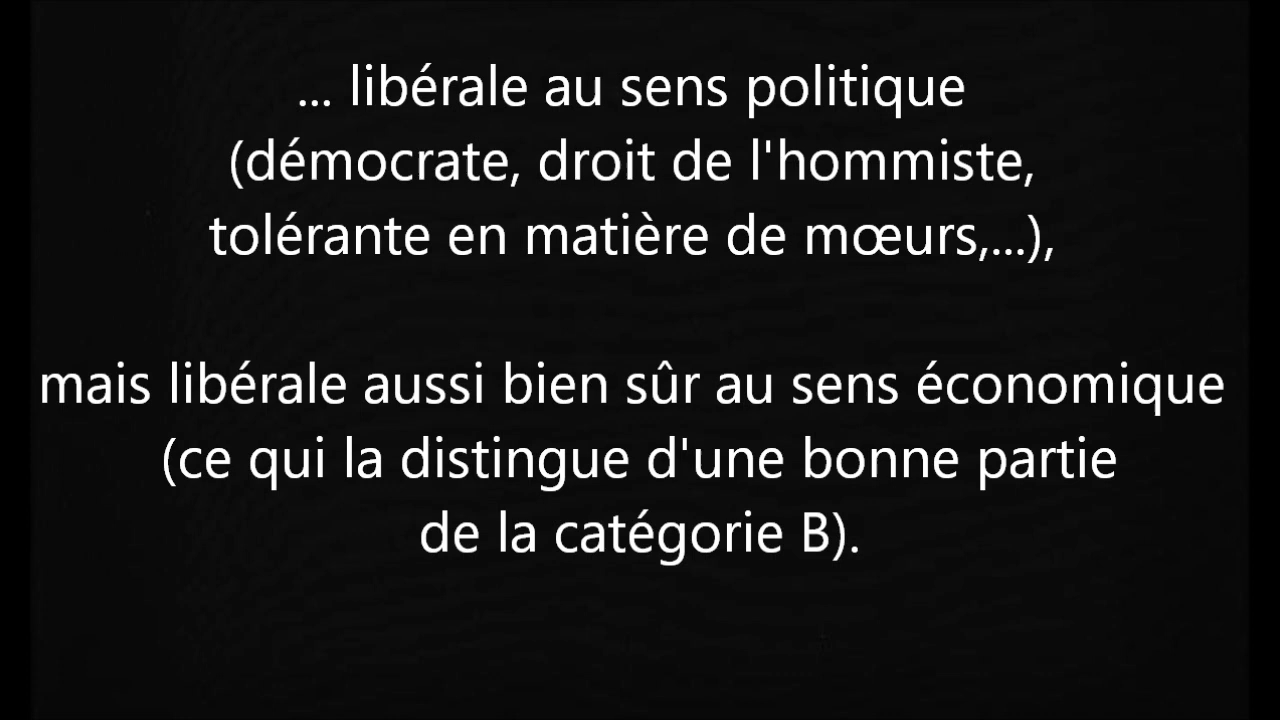 ... libérale au sens politique
(démocrate, droit de l'hommiste,
tolérante en matière de mœurs,...),
mais libérale aussi bien sûr au sens économique
(ce qui la distingue d'une bonne partie
de la catégorie B).